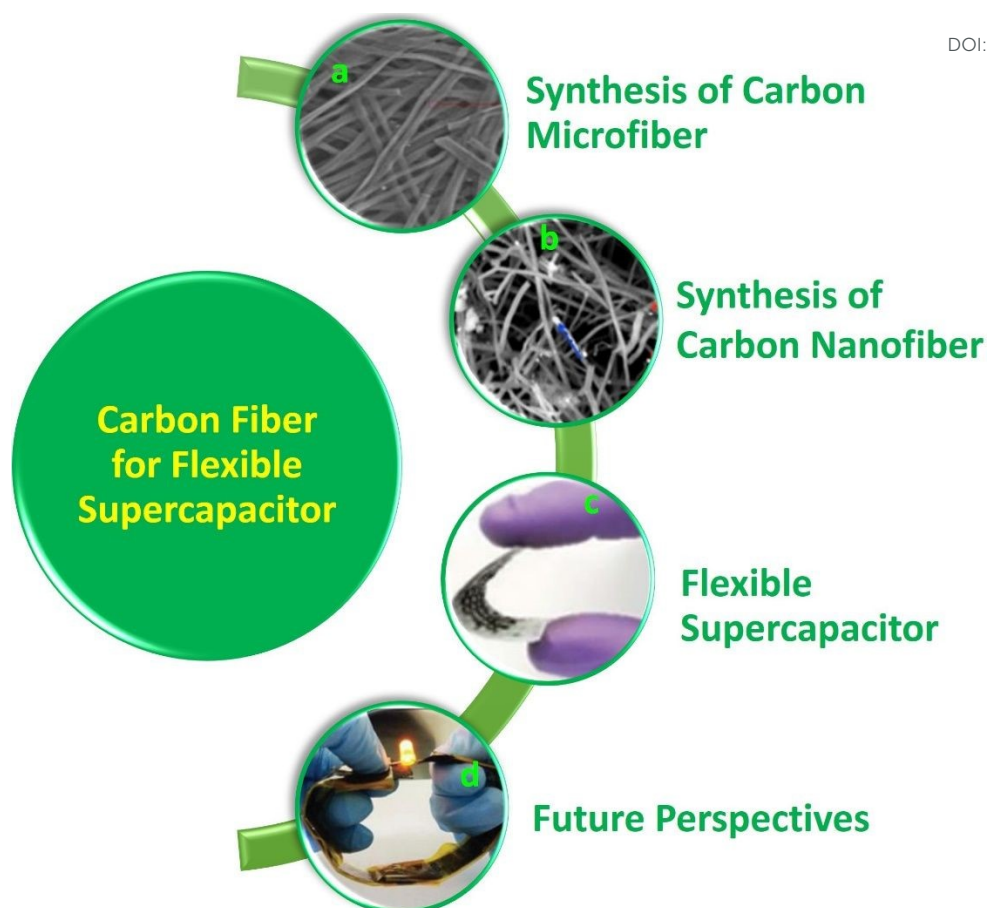 DOI:
a
Synthesis of Carbon
Microfiber
b
Synthesis of
Carbon Nanofiber
Carbon Fiber
for Flexible
Supercapacitor
c
Flexible
Supercapacitor
d
Future Perspectives